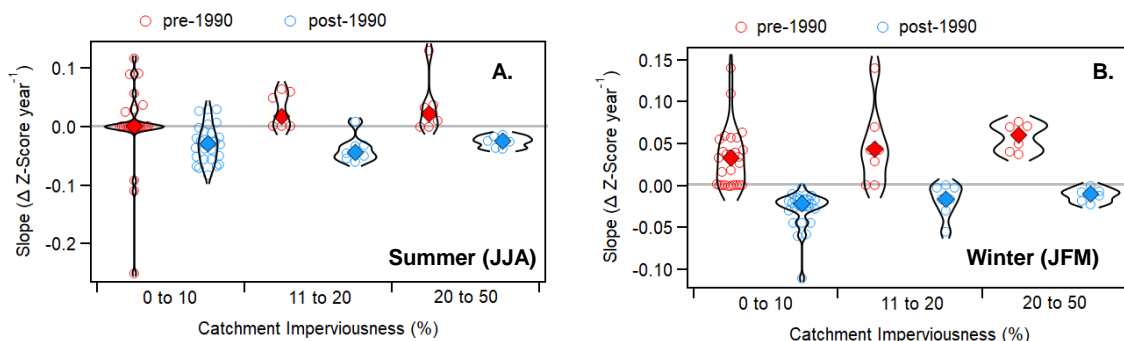 pre-1990 post-1990
A.
Slope (Δ Z-Score year⁻¹)
0.1
0.0
-0.1
-0.2
Summer (JJA)
0 to 10 11 to 20 20 to 50
Catchment Imperviousness (%)
pre-1990 post-1990
B.
Slope (Δ Z-Score year⁻¹)
0.15
0.10
0.05
0.00
-0.05
-0.10
Winter (JFM)
0 to 10 11 to 20 20 to 50
Catchment Imperviousness (%)